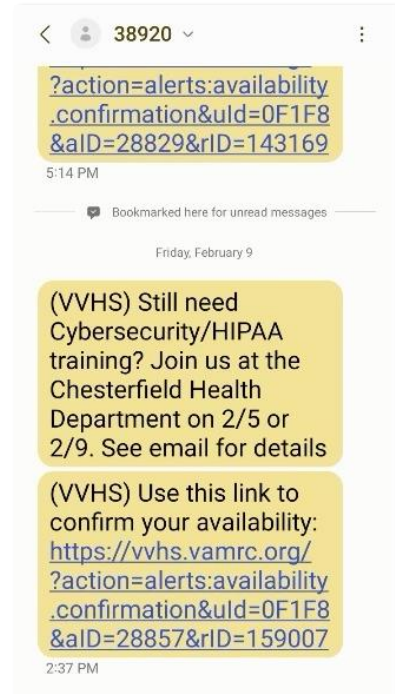 38920
?action=alerts:availability
.confirmation&uId=0F1F8
&aID=28829&rID=143169
5:14 PM
Bookmarked here for unread messages
Friday, February 9
(VVHS) Still need
Cybersecurity/HIPAA
training? Join us at the
Chesterfield Health
Department on 2/5 or
2/9. See email for details
(VVHS) Use this link to
confirm your availability:
https://vvhs.vamrc.org/
?action=alerts:availability
.confirmation&uId=0F1F8
&aID=28857&rID=159007
2:37 PM